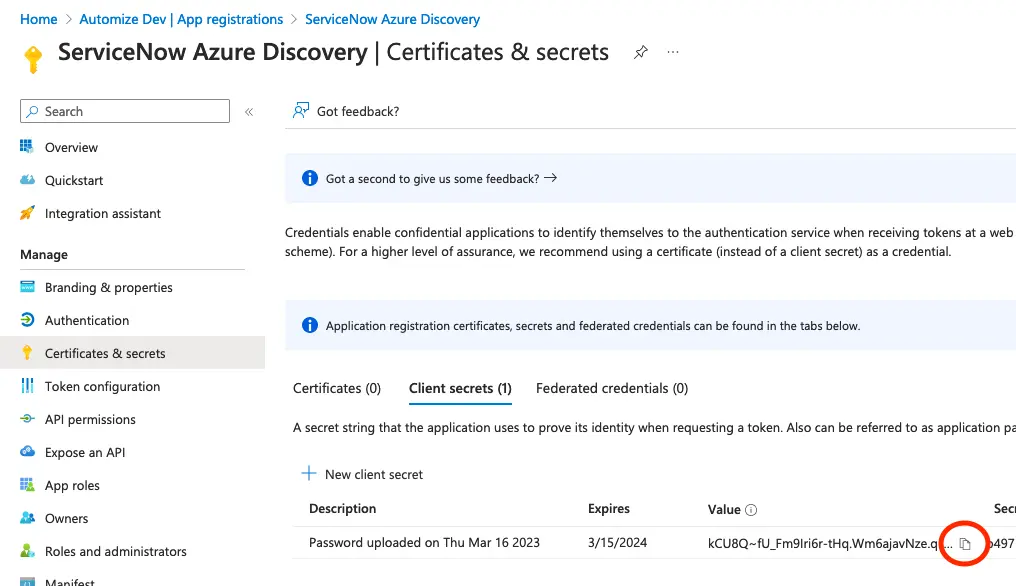 Home > Automize Dev | App registrations > ServiceNow Azure Discovery
ServiceNow Azure Discovery | Certificates & secrets
Search
Got feedback?
Overview
Quickstart
Integration assistant
Manage
Branding & properties
Authentication
Certificates & secrets
Token configuration
API permissions
Expose an API
App roles
Owners
Roles and administrators
Manifest
Got a second to give us some feedback?
Credentials enable confidential applications to identify themselves to the authentication service when receiving tokens at a web
scheme). For a higher level of assurance, we recommend using a certificate (instead of a client secret) as a credential.
Application registration certificates, secrets and federated credentials can be found in the tabs below.
Certificates (0) Client secrets (1) Federated credentials (0)
A secret string that the application uses to prove its identity when requesting a token. Also can be referred to as application pa
New client secret
Description Expires Value Secr
Password uploaded on Thu Mar 16 2023 3/15/2024 kCU8Q~fU_Fm9Iri6r-tHq.Wm6ajavNze.q... b497